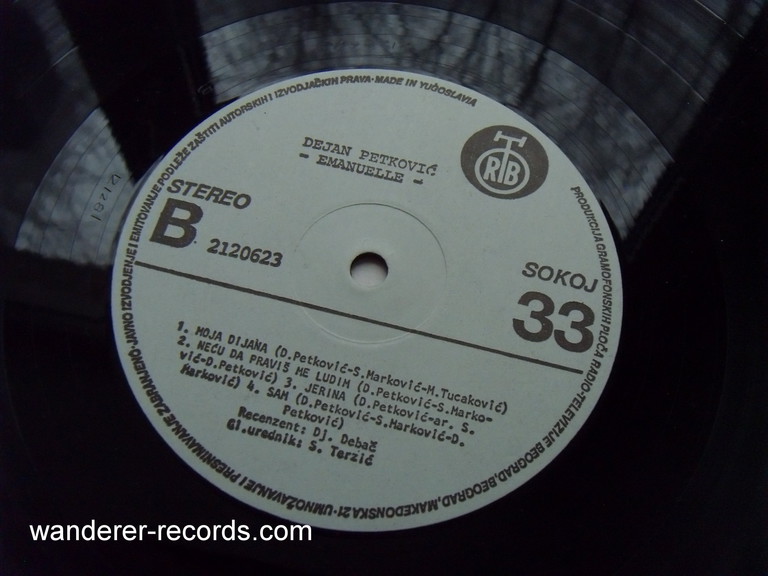 UMNOŽAVANJE I PRESNIMAVANJE ZABRANJENO·JAVNO IZVODJENJE I EMITOVANJE PODLEŽE ZAŠTITI AUTORSKIH I IZVODJAČKIH PRAVA·MADE IN YUGOSLAVIA
PRODUKCIJA GRAMOFONSKIH PLOČA RADIO-TELEVIZIJE BEOGRAD, BEOGRAD, MAKEDONSKA 21·
DEJAN PETKOVIĆ
- EMANUELLE -
RTB
STEREO
B
2120623
SOKOJ
33
1. MOJA DIJANA (D.Petković-S.Marković-M.Tucaković)
2. NEĆU DA PRAVIŠ ME LUDIM (D.Petković-S.Marko-
vić-D.Petković) 3. JERINA (D.Petković-ar. S.
Marković) 4. SAM (D.Petković-S.Marković-D.
Petković)
Recenzent: Dj. Debač
Gl.urednik: S. Terzić
wanderer-records.com